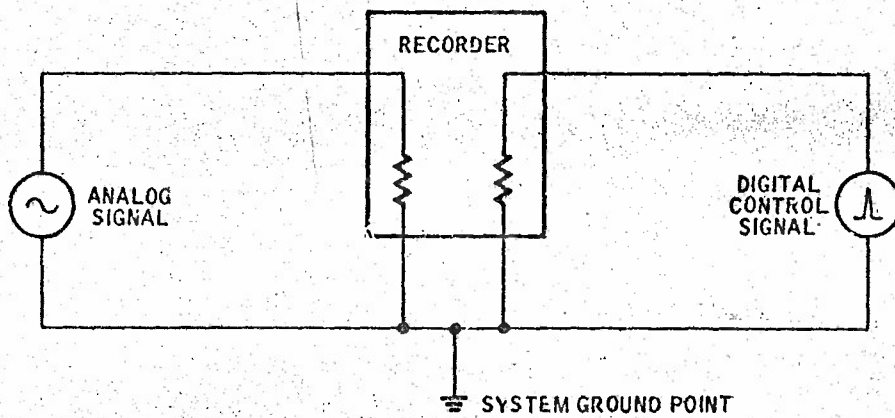 RECORDER
ANALOG
SIGNAL
DIGITAL
CONTROL
SIGNAL
SYSTEM GROUND POINT